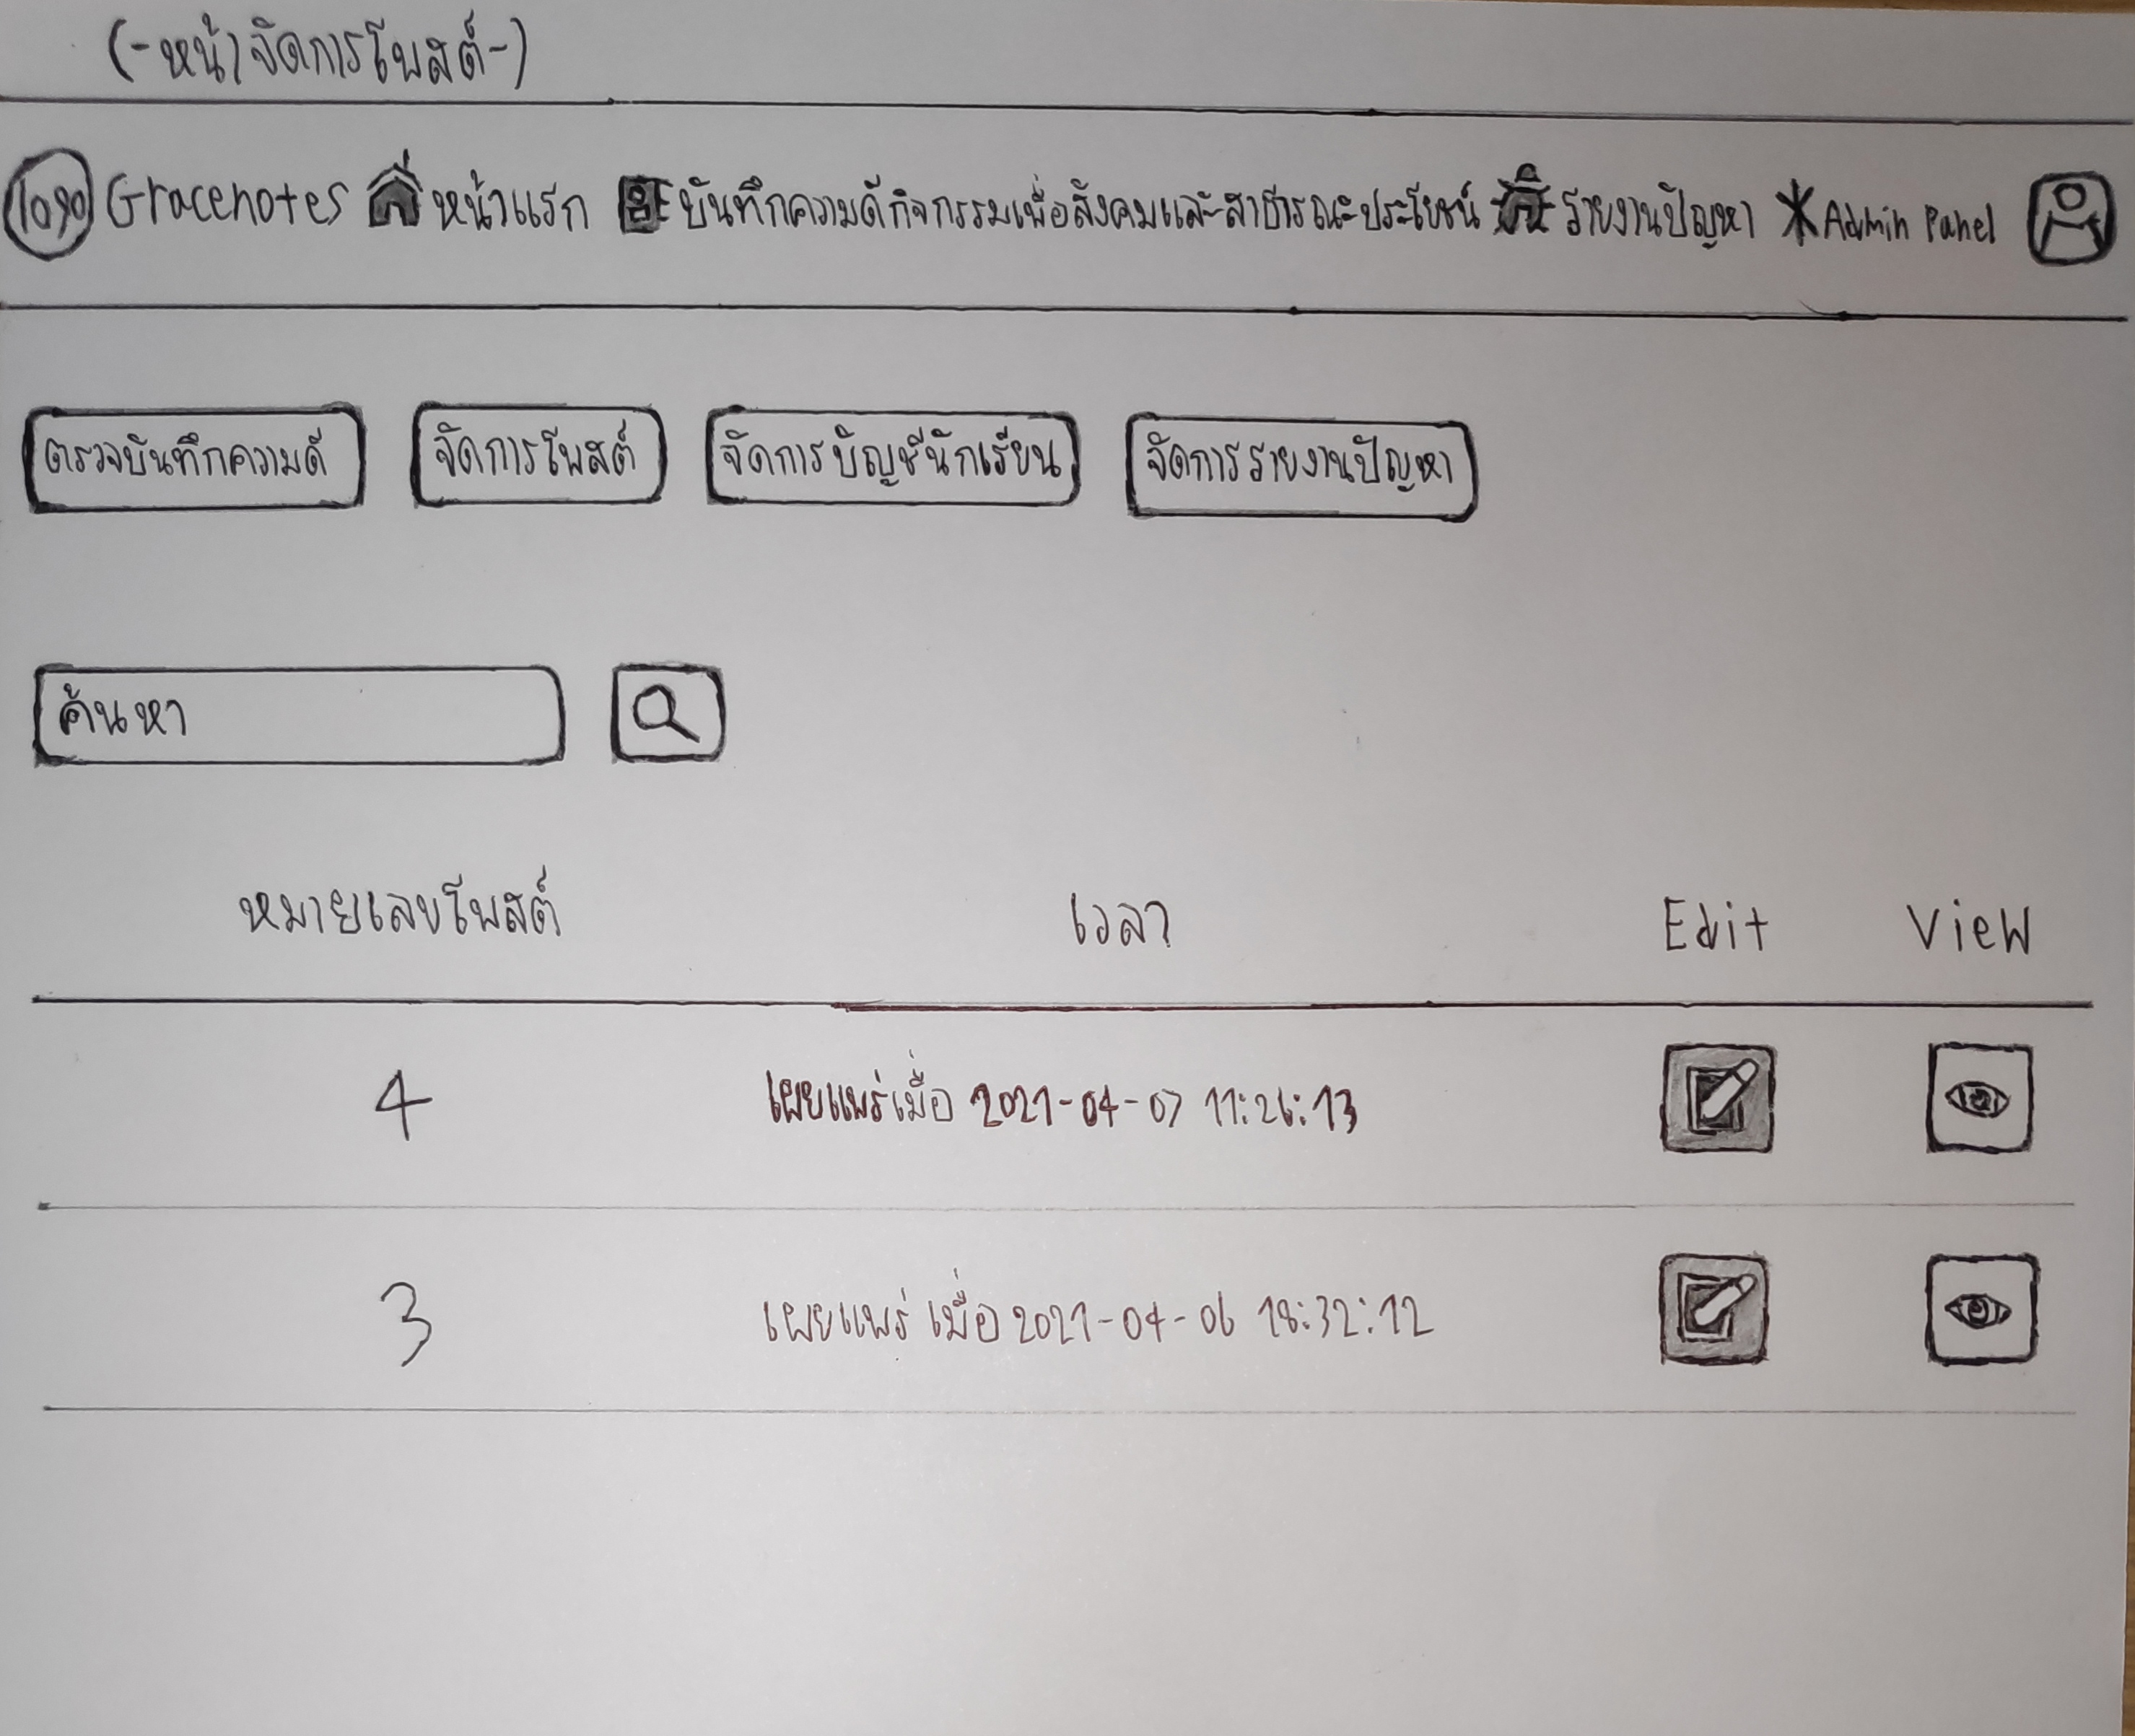 (-หน้าจัดการโพสต์-)
logo Gracenotes หน้าแรก บันทึกความดีกิจกรรมเพื่อสังคมและสาธารณะประโยชน์ รายงานปัญหา Admin Panel
ตรวจบันทึกความดี จัดการโพสต์ จัดการบัญชีนักเรียน จัดการรายงานปัญหา
ค้นหา
หมายเลขโพสต์ เวลา Edit View
4 เผยแพร่เมื่อ 2021-04-07 11:26:13
3 เผยแพร่เมื่อ 2021-04-06 18:32:12